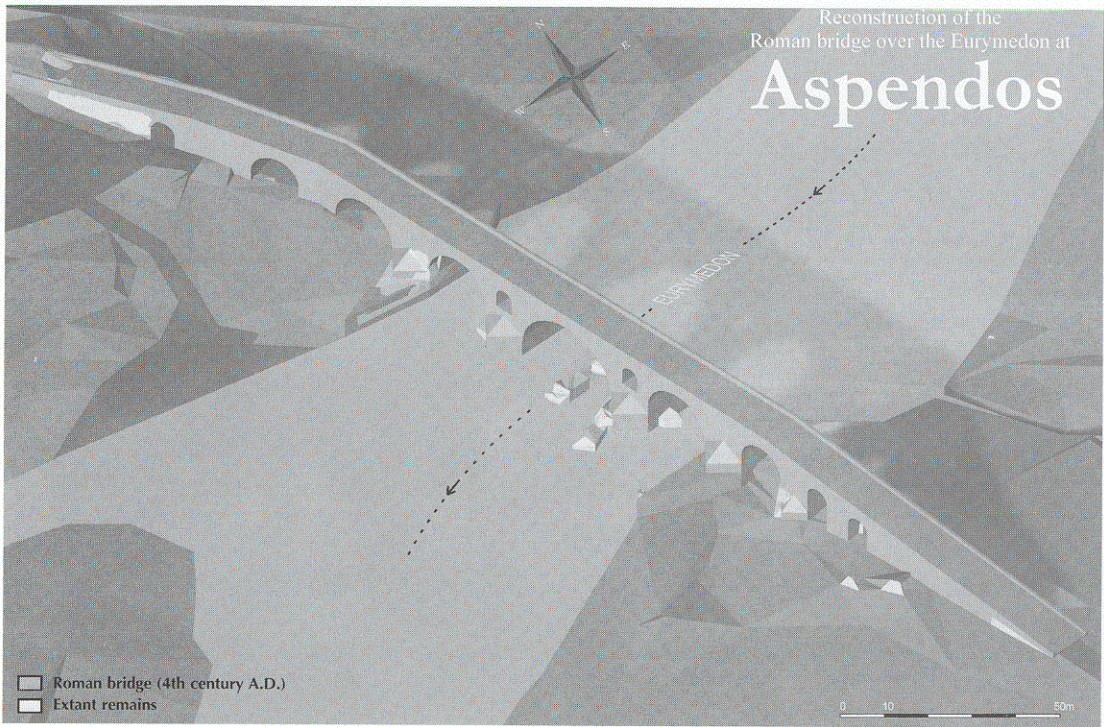 Reconstruction of the
Roman bridge over the Eurymedon at
Aspendos
N
E
S
EURYMEDON
Roman bridge (4th century A.D.)
Extant remains
0 10 50m